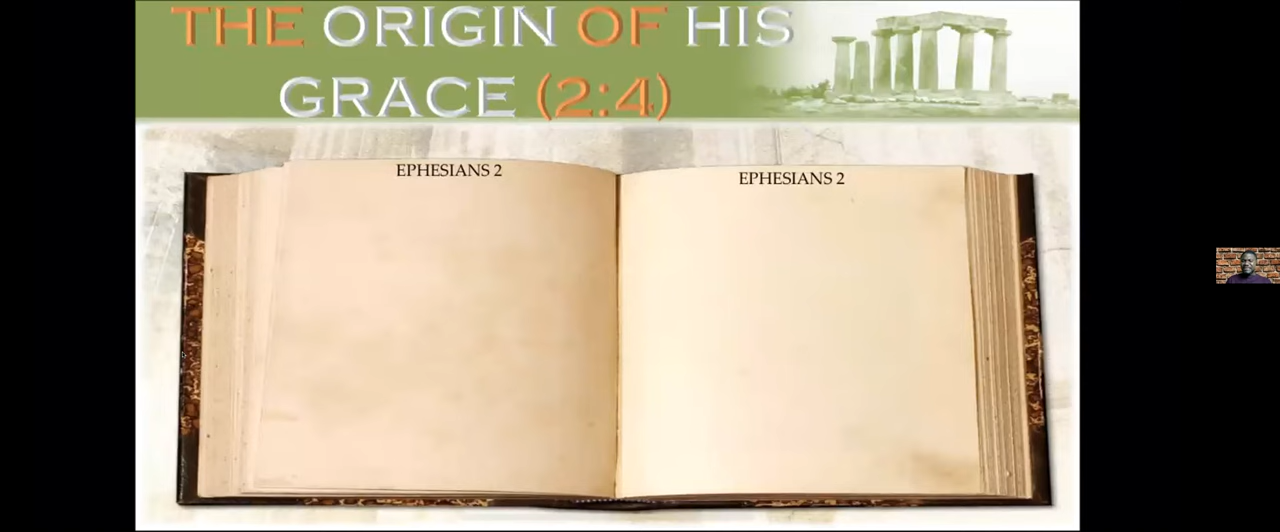 THE ORIGIN OF HIS
GRACE (2:4)
EPHESIANS 2
EPHESIANS 2